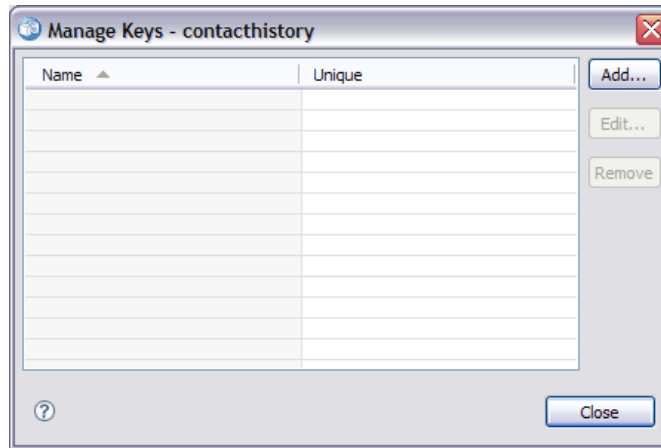 Manage Keys - contacthistory
Name Unique
Add...
Edit...
Remove
?
Close